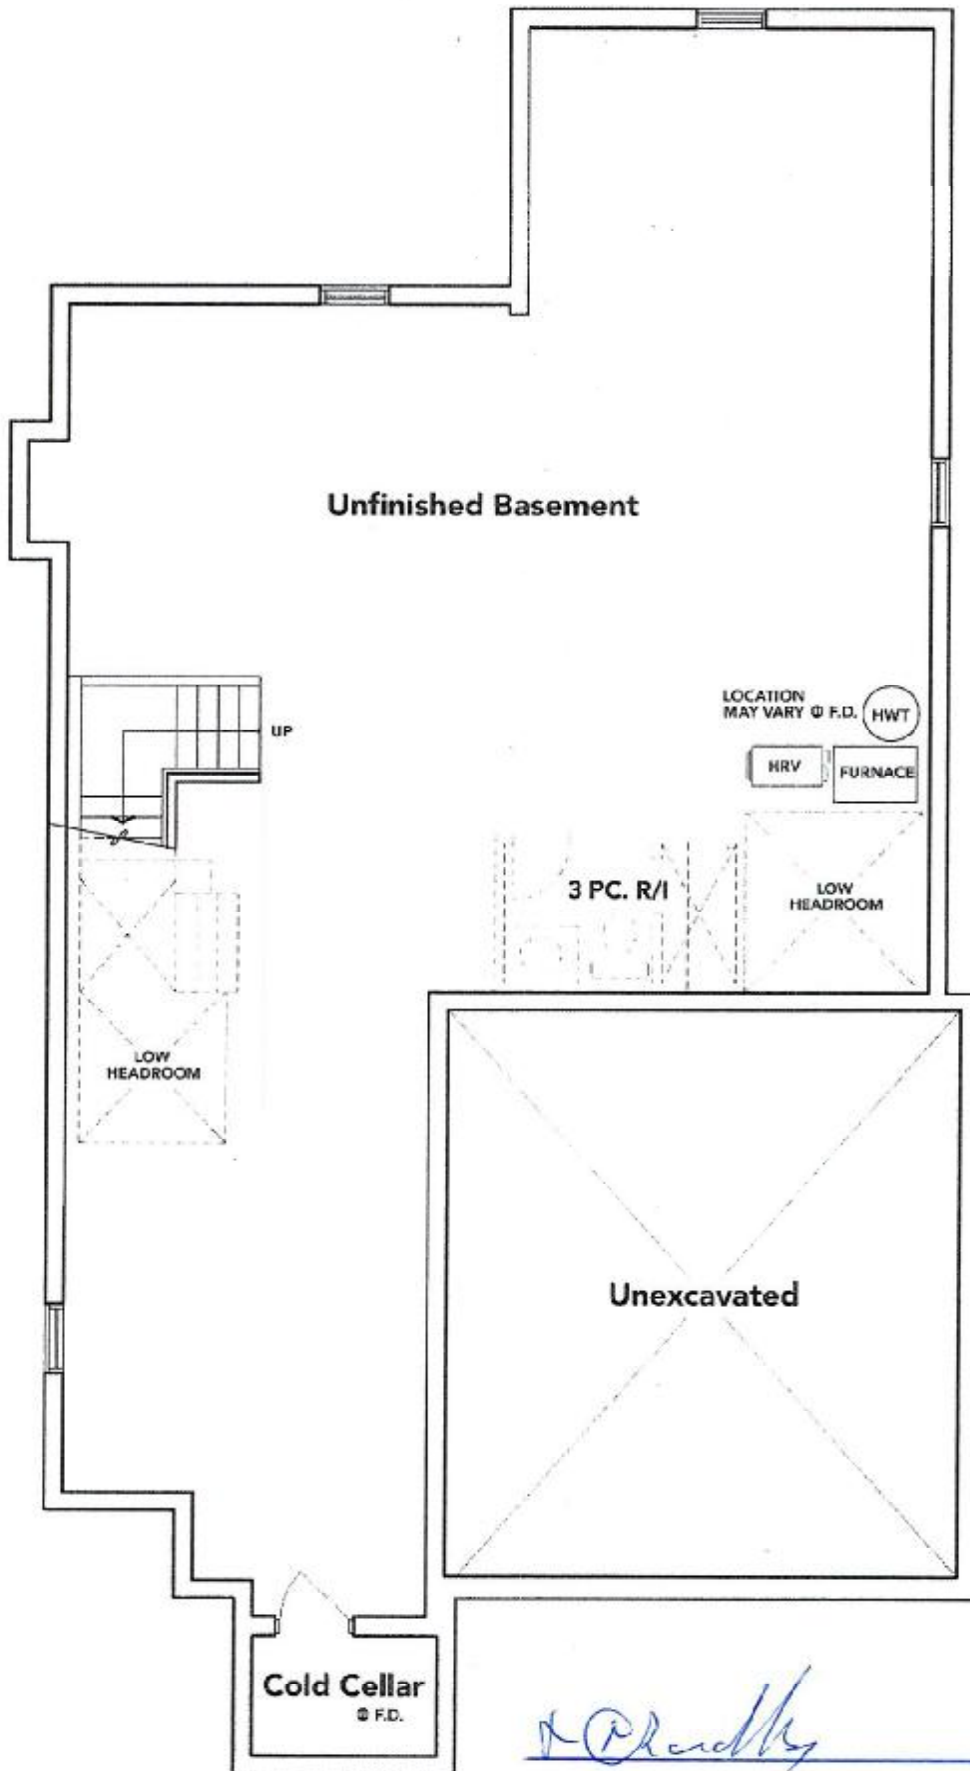 Unfinished Basement
LOCATION
MAY VARY @ F.D.
HWT
UP
HRV
FURNACE
3 PC. R/I
LOW
HEADROOM
LOW
HEADROOM
Unexcavated
Cold Cellar
@ F.D.